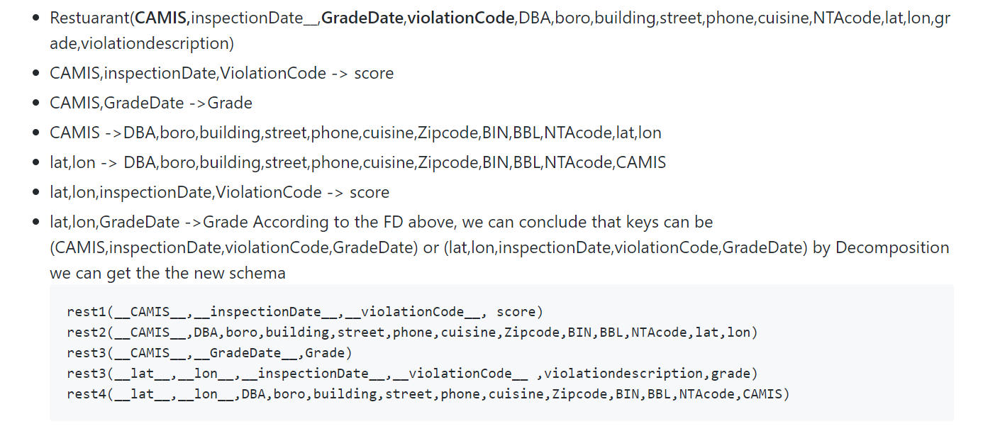 Restuarant(CAMIS,inspectionDate__,GradeDate,violationCode,DBA,boro,building,street,phone,cuisine,NTAcode,lat,lon,gr
ade,violationdescription)
CAMIS,inspectionDate,ViolationCode -> score
CAMIS,GradeDate ->Grade
CAMIS ->DBA,boro,building,street,phone,cuisine,Zipcode,BIN,BBL,NTAcode,lat,lon
lat,lon -> DBA,boro,building,street,phone,cuisine,Zipcode,BIN,BBL,NTAcode,CAMIS
lat,lon,inspectionDate,ViolationCode -> score
lat,lon,GradeDate ->Grade According to the FD above, we can conclude that keys can be
(CAMIS,inspectionDate,violationCode,GradeDate) or (lat,lon,inspectionDate,violationCode,GradeDate) by Decomposition
we can get the the new schema
rest1(__CAMIS__,__inspectionDate__,__violationCode__, score)
rest2(__CAMIS__,DBA,boro,building,street,phone,cuisine,Zipcode,BIN,BBL,NTAcode,lat,lon)
rest3(__CAMIS__,__GradeDate__,Grade)
rest3(__lat__,__lon__,__inspectionDate__,__violationCode__ ,violationdescription,grade)
rest4(__lat__,__lon__,DBA,boro,building,street,phone,cuisine,Zipcode,BIN,BBL,NTAcode,CAMIS)